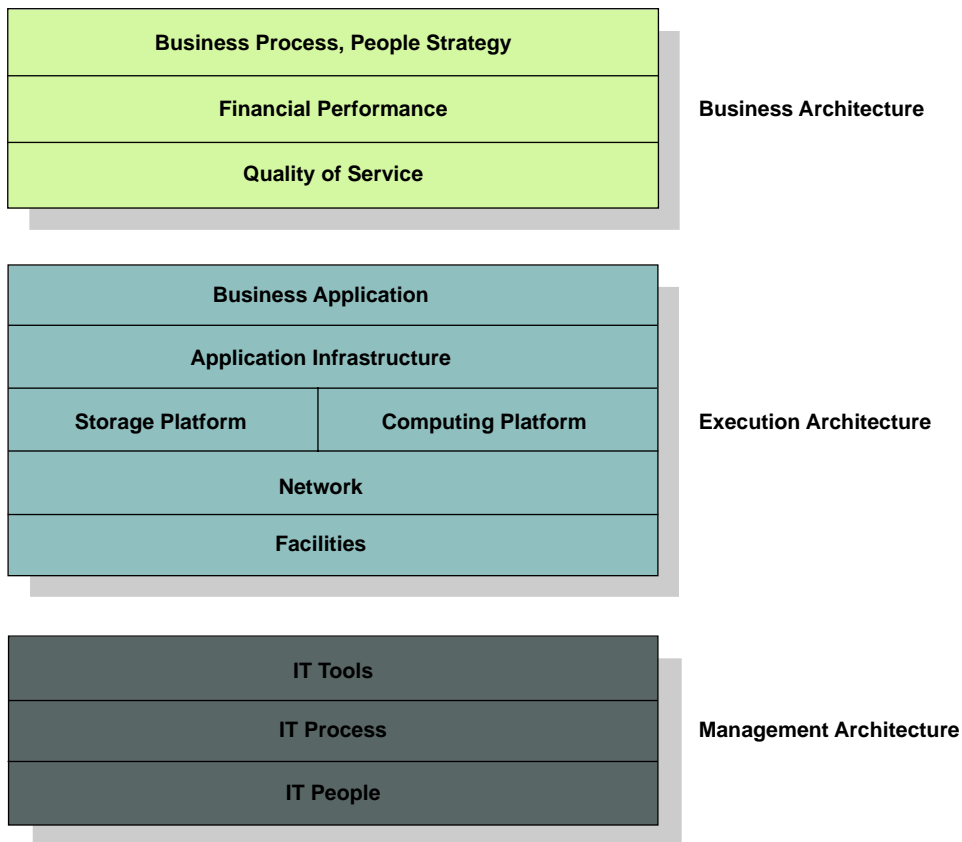 Business Process, People Strategy
Financial Performance
Business Architecture
Quality of Service
Business Application
Application Infrastructure
Storage Platform
Computing Platform
Execution Architecture
Network
Facilities
IT Tools
IT Process
Management Architecture
IT People